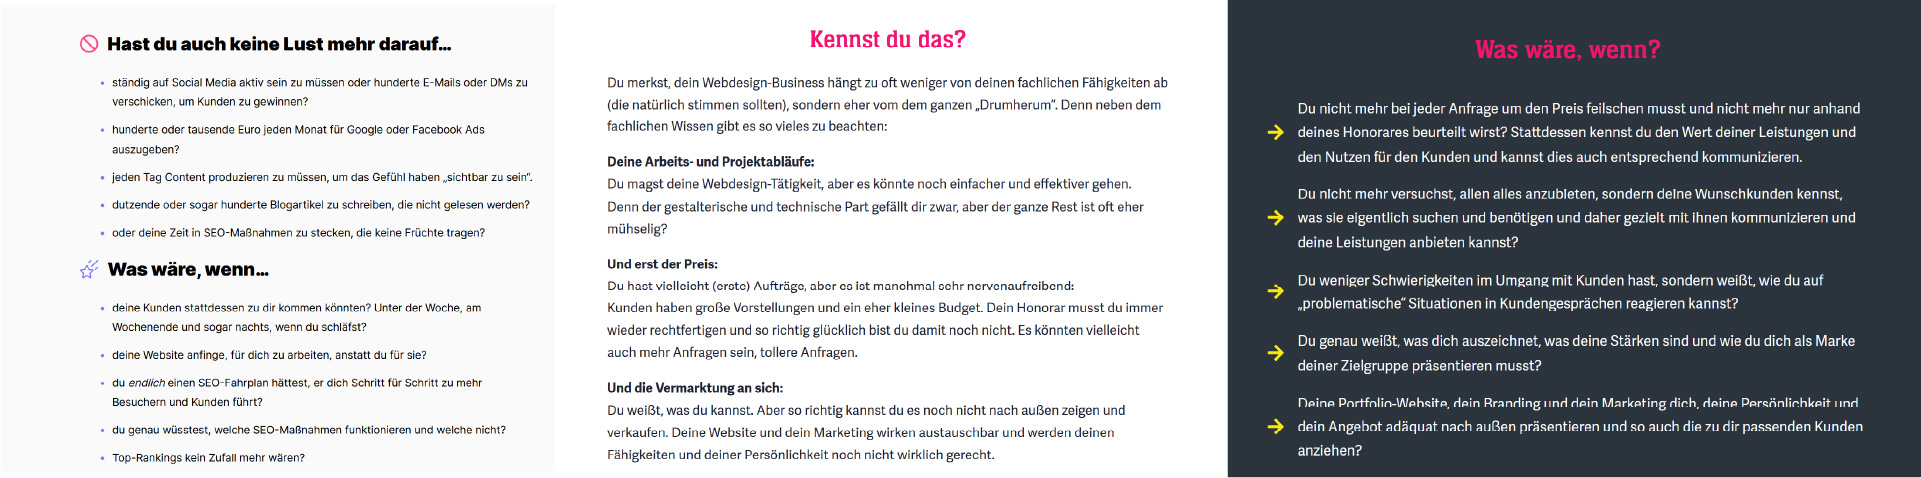 Hast du auch keine Lust mehr darauf...
• ständig auf Social Media aktiv sein zu müssen oder hunderte E-Mails oder DMs zu
verschicken, um Kunden zu gewinnen?
• hunderte oder tausende Euro jeden Monat für Google oder Facebook Ads
auszugeben?
• jeden Tag Content produzieren zu müssen, um das Gefühl haben „sichtbar zu sein“.
• dutzende oder sogar hunderte Blogartikel zu schreiben, die nicht gelesen werden?
• oder deine Zeit in SEO-Maßnahmen zu stecken, die keine Früchte tragen?
Was wäre, wenn...
• deine Kunden stattdessen zu dir kommen könnten? Unter der Woche, am
Wochenende und sogar nachts, wenn du schläfst?
• deine Website anfinge, für dich zu arbeiten, anstatt du für sie?
• du endlich einen SEO-Fahrplan hättest, er dich Schritt für Schritt zu mehr
Besuchern und Kunden führt?
• du genau wüsstest, welche SEO-Maßnahmen funktionieren und welche nicht?
• Top-Rankings kein Zufall mehr wären?
Kennst du das?
Du merkst, dein Webdesign-Business hängt zu oft weniger von deinen fachlichen Fähigkeiten ab
(die natürlich stimmen sollten), sondern eher vom dem ganzen „Drumherum“. Denn neben dem
fachlichen Wissen gibt es so vieles zu beachten:
Deine Arbeits- und Projektabläufe:
Du magst deine Webdesign-Tätigkeit, aber es könnte noch einfacher und effektiver gehen.
Denn der gestalterische und technische Part gefällt dir zwar, aber der ganze Rest ist oft eher
mühselig?
Und erst der Preis:
Du hast vielleicht (erste) Aufträge, aber es ist manchmal sehr nervenaufreibend:
Kunden haben große Vorstellungen und ein eher kleines Budget. Dein Honorar musst du immer
wieder rechtfertigen und so richtig glücklich bist du damit noch nicht. Es könnten vielleicht
auch mehr Anfragen sein, tollere Anfragen.
Und die Vermarktung an sich:
Du weißt, was du kannst. Aber so richtig kannst du es noch nicht nach außen zeigen und
verkaufen. Deine Website und dein Marketing wirken austauschbar und werden deinen
Fähigkeiten und deiner Persönlichkeit noch nicht wirklich gerecht.
Was wäre, wenn?
Du nicht mehr bei jeder Anfrage um den Preis feilschen musst und nicht mehr nur anhand
deines Honorares beurteilt wirst? Stattdessen kennst du den Wert deiner Leistungen und
den Nutzen für den Kunden und kannst dies auch entsprechend kommunizieren.
Du nicht mehr versuchst, allen alles anzubieten, sondern deine Wunschkunden kennst,
was sie eigentlich suchen und benötigen und daher gezielt mit ihnen kommunizieren und
deine Leistungen anbieten kannst?
Du weniger Schwierigkeiten im Umgang mit Kunden hast, sondern weißt, wie du auf
„problematische“ Situationen in Kundengesprächen reagieren kannst?
Du genau weißt, was dich auszeichnet, was deine Stärken sind und wie du dich als Marke
deiner Zielgruppe präsentieren musst?
Deine Portfolio-Website, dein Branding und dein Marketing dich, deine Persönlichkeit und
dein Angebot adäquat nach außen präsentieren und so auch die zu dir passenden Kunden
anziehen?